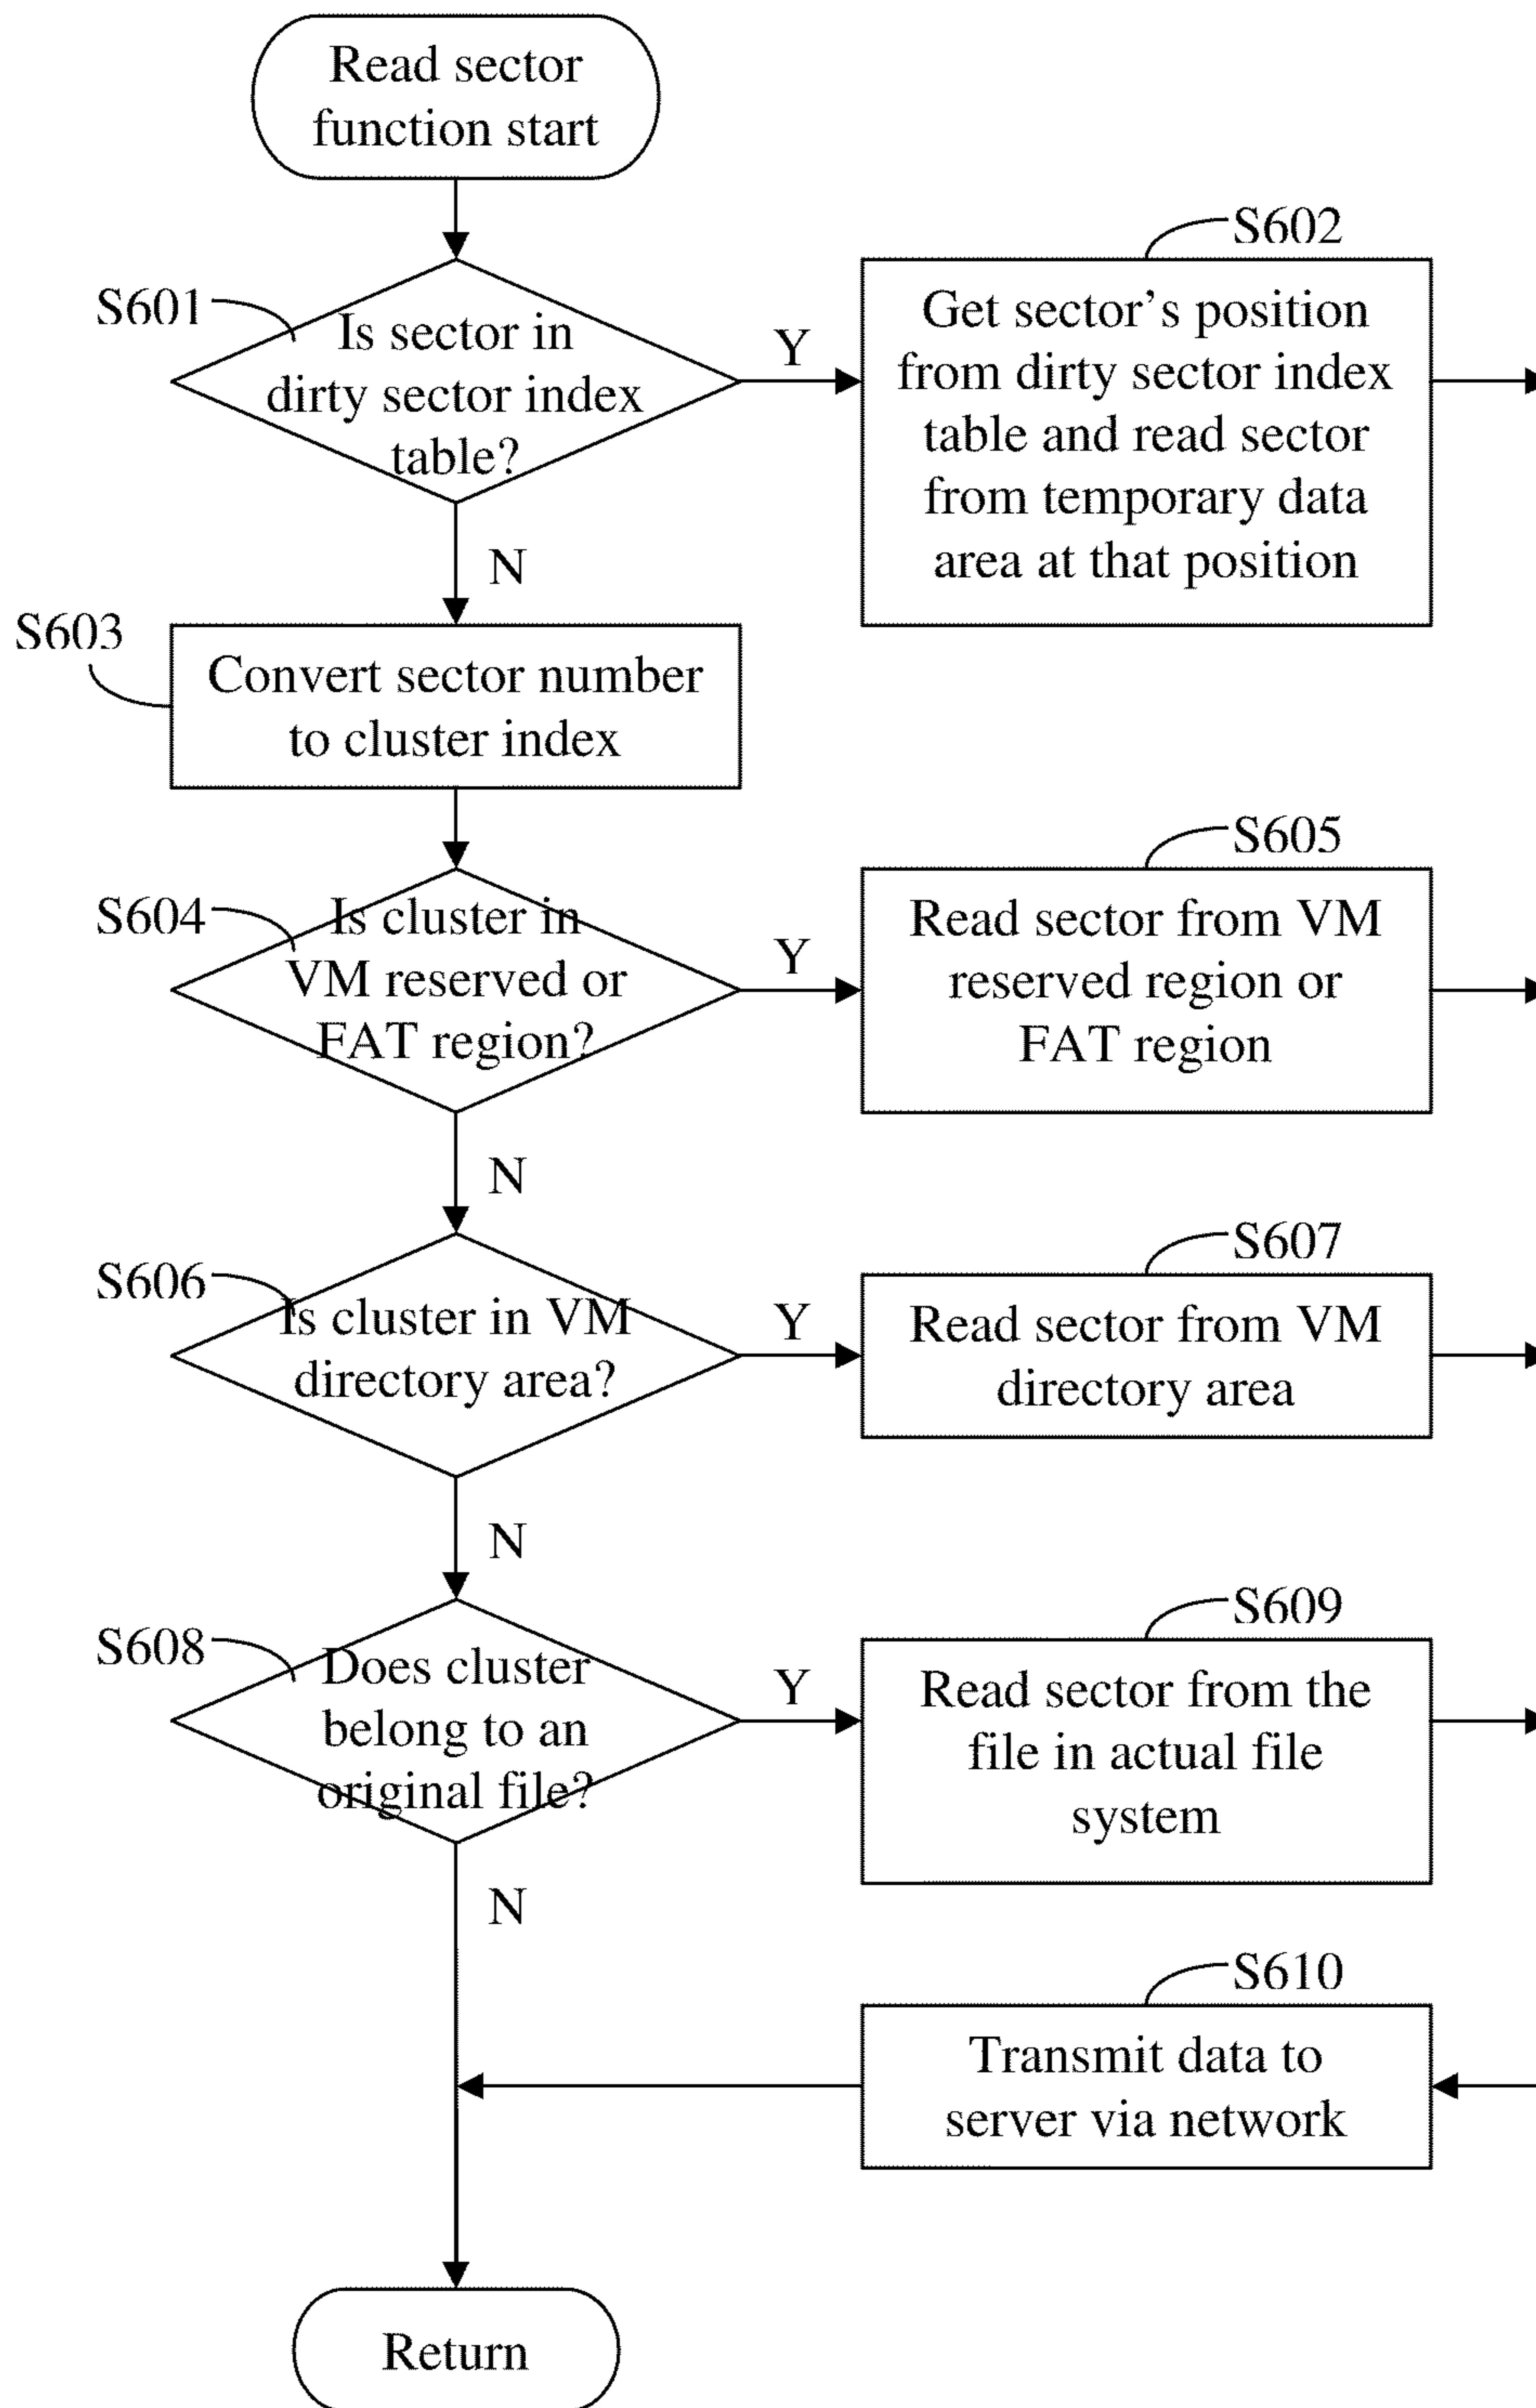 Read sector
function start
S601
Is sector in
dirty sector index
table?
Y
S602
Get sector's position
from dirty sector index
table and read sector
from temporary data
area at that position
N
S603
Convert sector number
to cluster index
S604
Is cluster in
VM reserved or
FAT region?
Y
S605
Read sector from VM
reserved region or
FAT region
N
S606
Is cluster in VM
directory area?
Y
S607
Read sector from VM
directory area
N
S608
Does cluster
belong to an
original file?
Y
S609
Read sector from the
file in actual file
system
N
S610
Transmit data to
server via network
Return